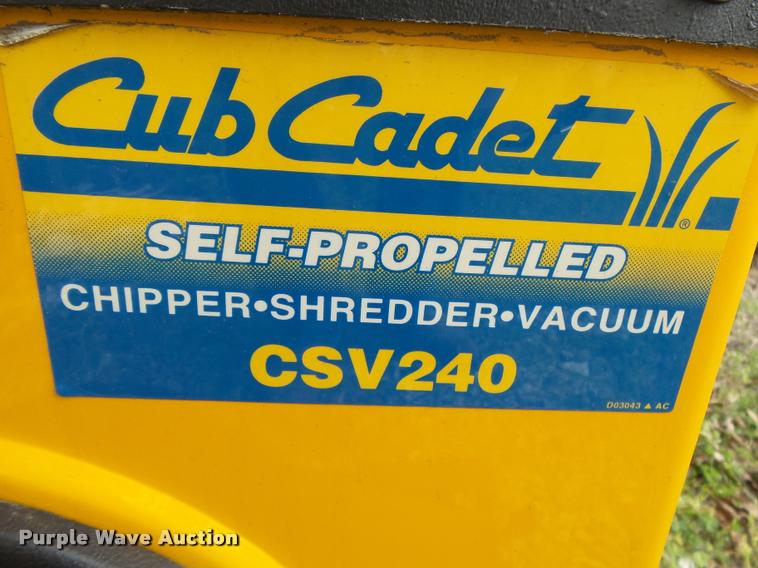 Cub Cadet
®
SELF-PROPELLED
CHIPPER•SHREDDER•VACUUM
CSV240
D03043 ▲ AC
Purple Wave Auction®